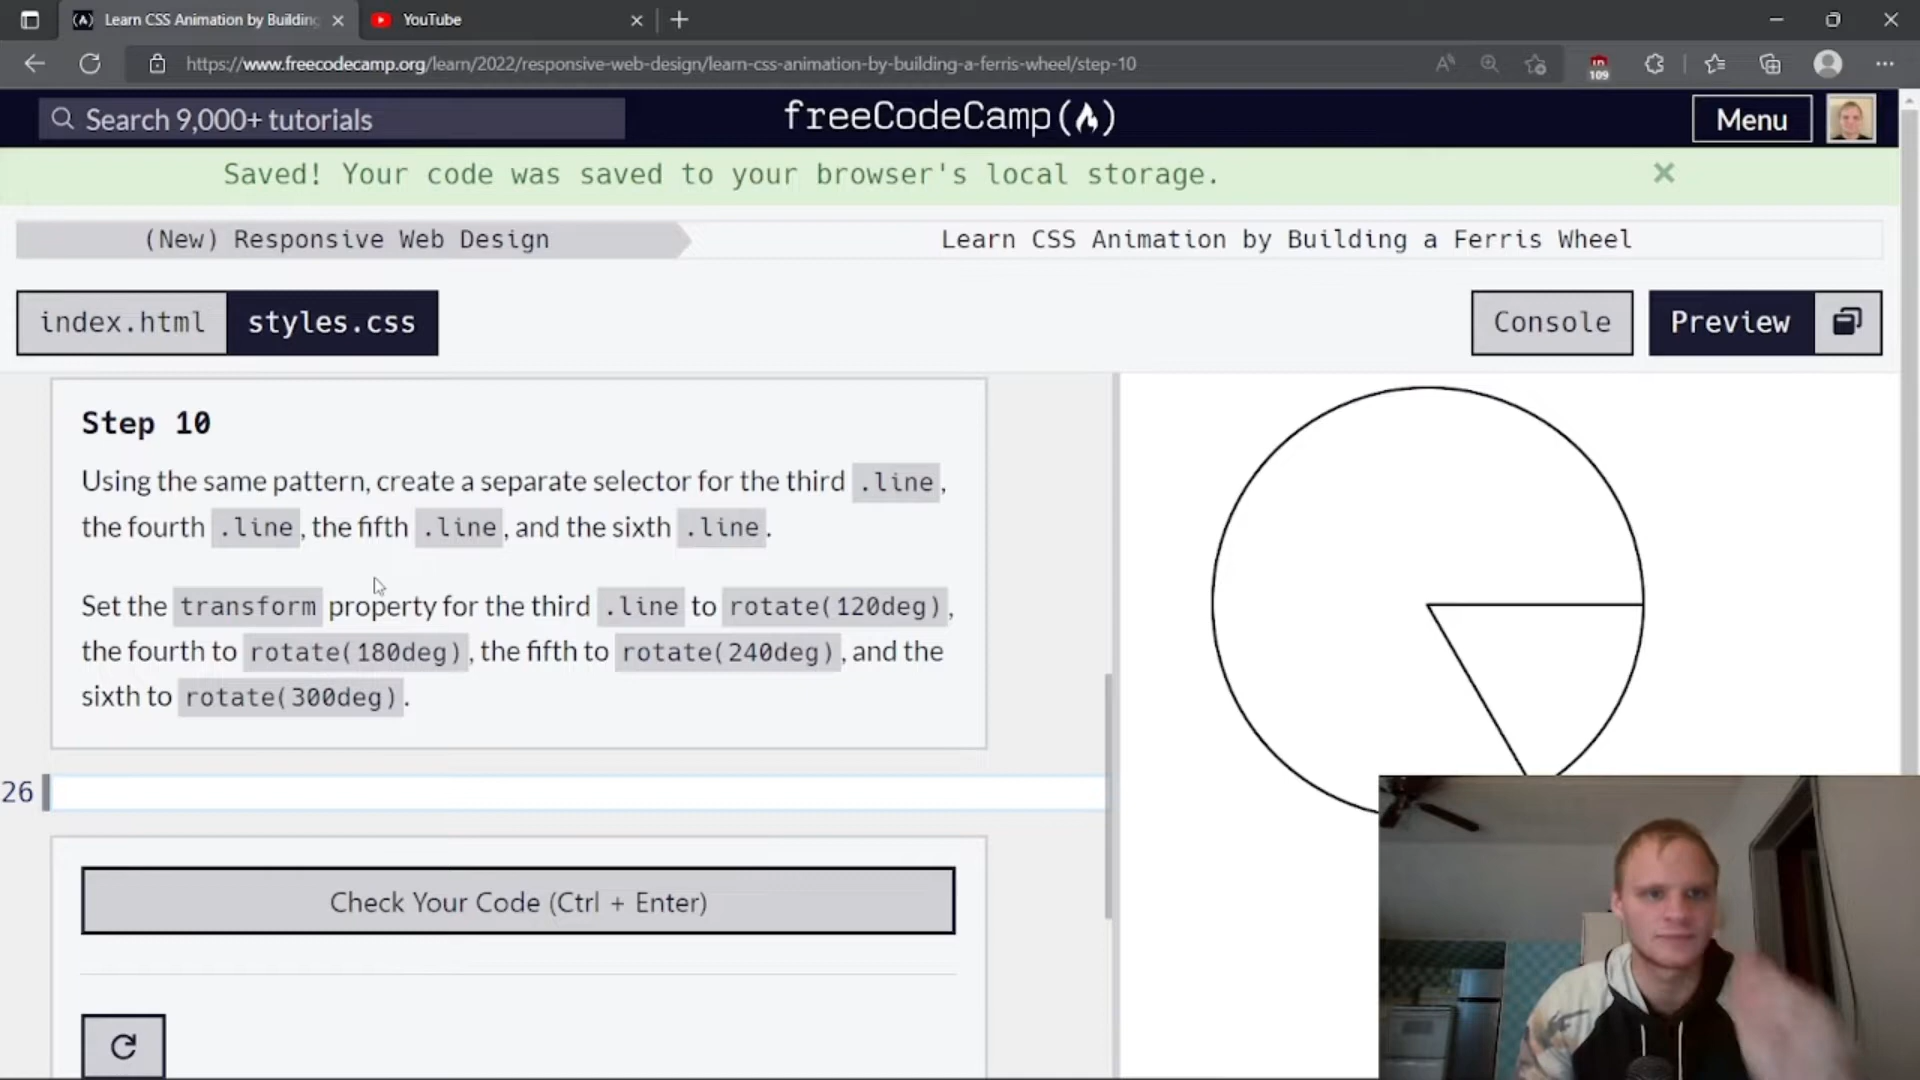 Learn CSS Animation by Building
YouTube
https://www.freecodecamp.org/learn/2022/responsive-web-design/learn-css-animation-by-building-a-ferris-wheel/step-10
109
Search 9,000+ tutorials
freeCodeCamp
Menu
Saved! Your code was saved to your browser's local storage.
(New) Responsive Web Design
Learn CSS Animation by Building a Ferris Wheel
index.html
styles.css
Console
Preview
Step 10
Using the same pattern, create a separate selector for the third .line,
the fourth .line, the fifth .line, and the sixth .line.
Set the transform property for the third .line to rotate(120deg),
the fourth to rotate(180deg), the fifth to rotate(240deg), and the
sixth to rotate(300deg).
26
Check Your Code (Ctrl + Enter)